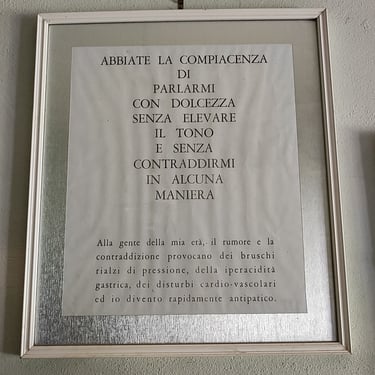 ABBIATE LA COMPIACENZA
DI
PARLARMI
CON DOLCEZZA
SENZA ELEVARE
IL TONO
E SENZA
CONTRADDIRMI
IN ALCUNA
MANIERA
Alla gente della mia età, il rumore e la
contraddizione provocano dei bruschi
rialzi di pressione, della iperacidità
gastrica, dei disturbi cardio-vascolari
ed io divento rapidamente antipatico.